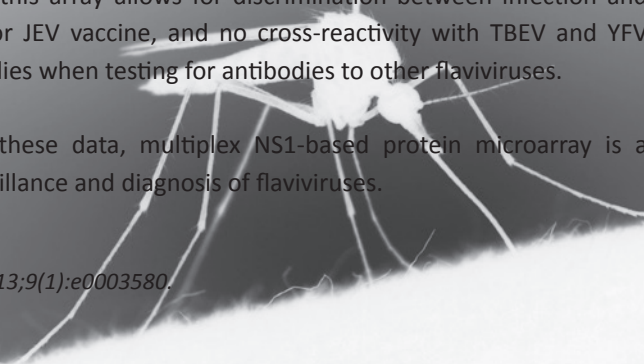 this array allows for discrimination between infection and
or JEV vaccine, and no cross-reactivity with TBEV and YFV
dies when testing for antibodies to other flaviviruses.
these data, multiplex NS1-based protein microarray is a
illance and diagnosis of flaviviruses.
13;9(1):e0003580.